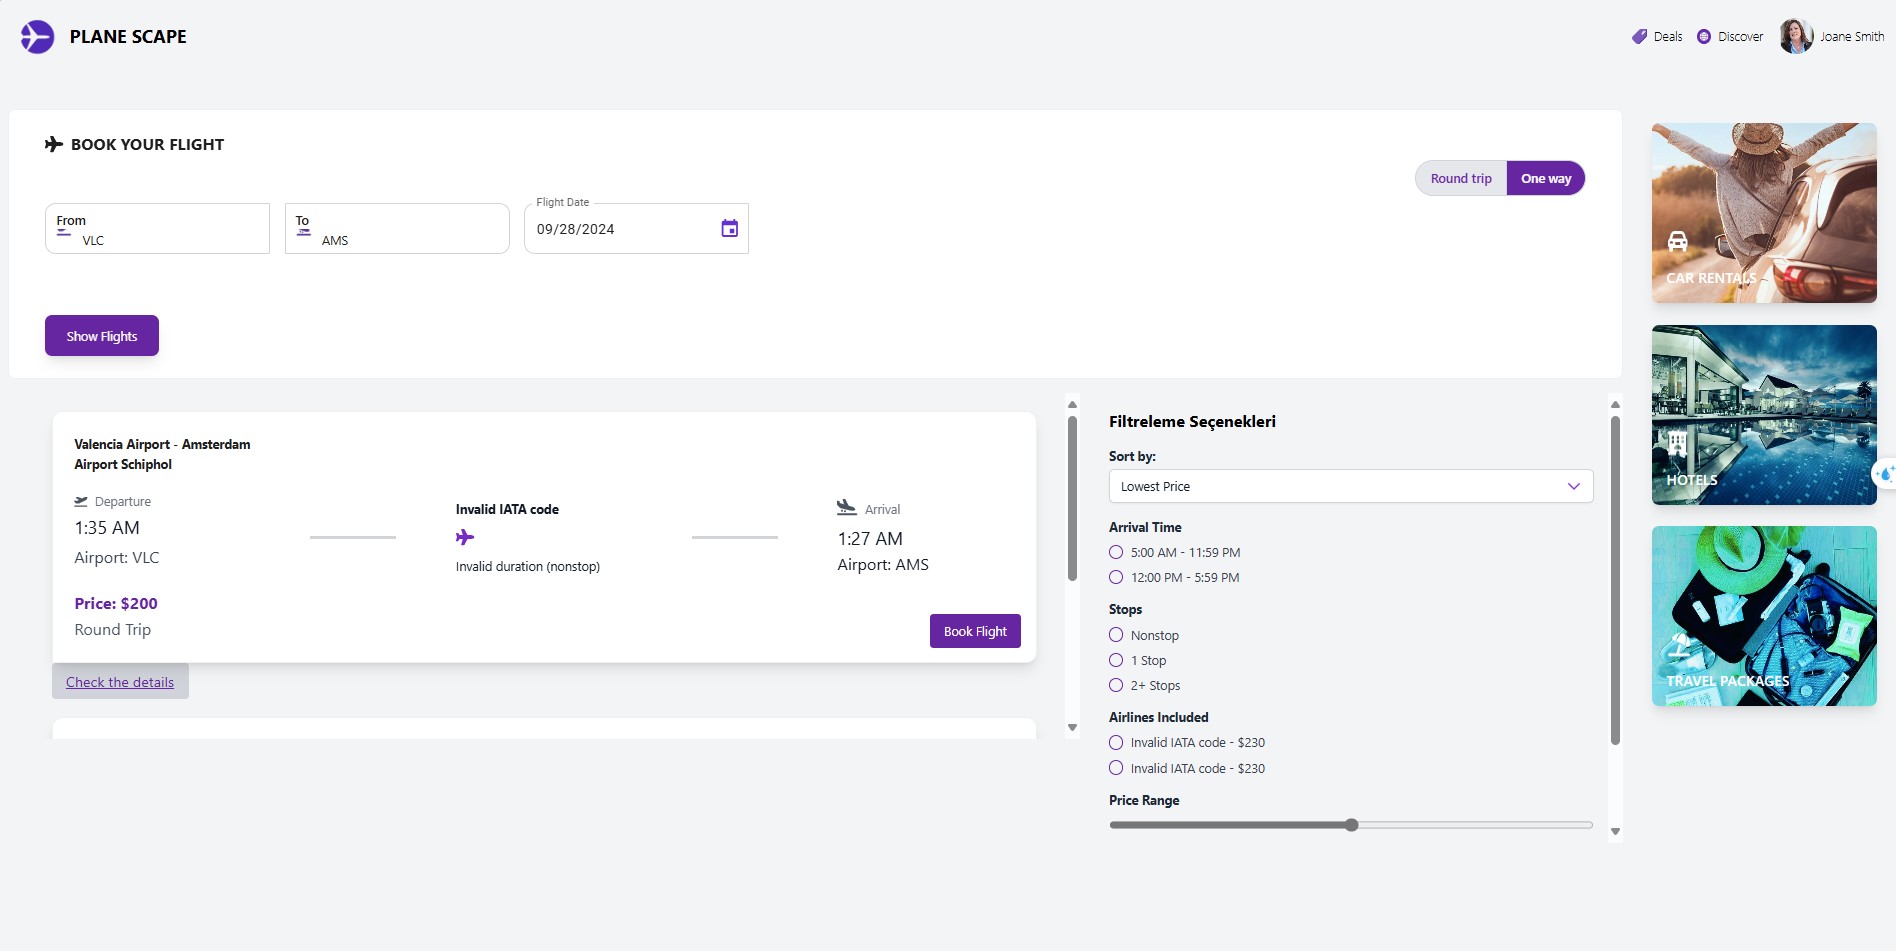 PLANE SCAPE
Deals
Discover
Joane Smith
BOOK YOUR FLIGHT
Round trip
One way
From
VLC
To
AMS
Flight Date
09/28/2024
Show Flights
Valencia Airport - Amsterdam
Airport Schiphol
Departure
1:35 AM
Airport: VLC
Invalid IATA code
Invalid duration (nonstop)
Arrival
1:27 AM
Airport: AMS
Price: $200
Round Trip
Book Flight
Check the details
Filtreleme Seçenekleri
Sort by:
Lowest Price
Arrival Time
5:00 AM - 11:59 PM
12:00 PM - 5:59 PM
Stops
Nonstop
1 Stop
2+ Stops
Airlines Included
Invalid IATA code - $230
Invalid IATA code - $230
Price Range
CAR RENTALS
HOTELS
TRAVEL PACKAGES